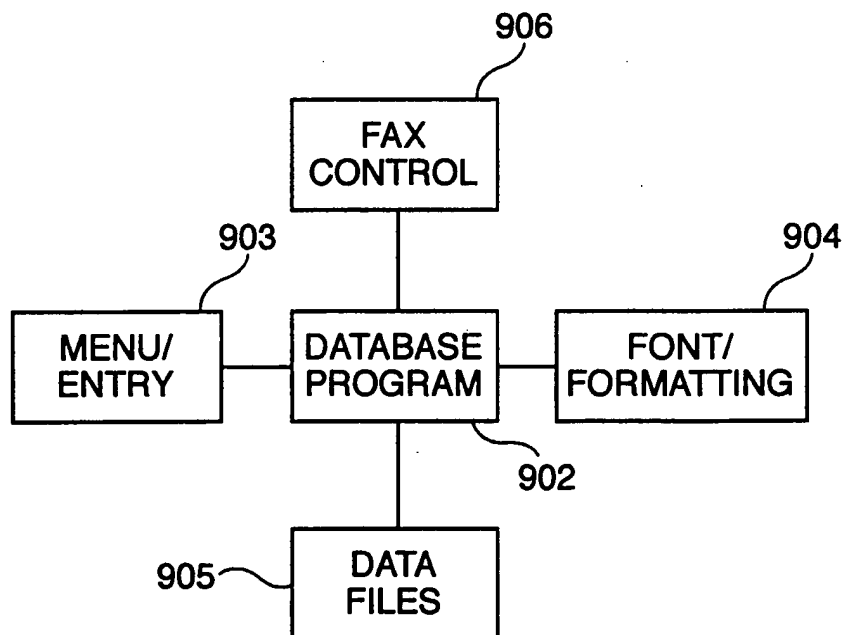 906
FAX
CONTROL
903
904
MENU/
ENTRY
DATABASE
PROGRAM
FONT/
FORMATTING
902
905
DATA
FILES